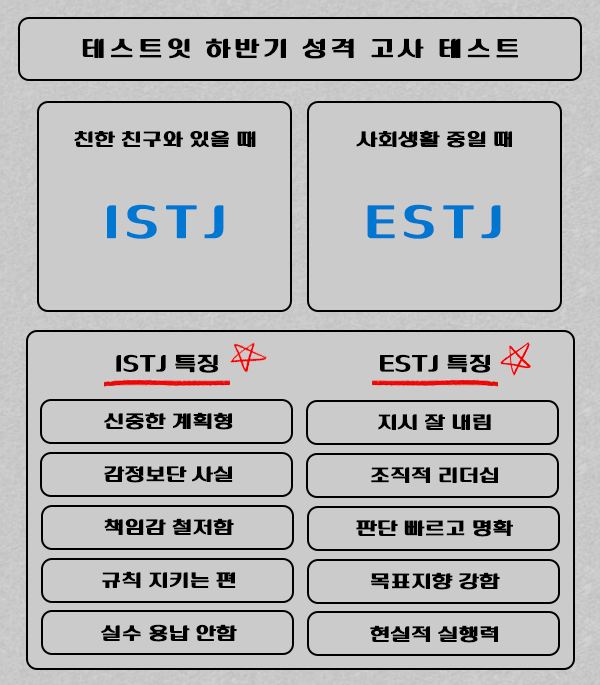 테스트잇 하반기 성격 고사 테스트
친한 친구와 있을 때
ISTJ
사회생활 중일 때
ESTJ
ISTJ 특징
신중한 계획형
감정보단 사실
책임감 철저함
규칙 지키는 편
실수 용납 안함
ESTJ 특징
지시 잘 내림
조직적 리더십
판단 빠르고 명확
목표지향 강함
현실적 실행력